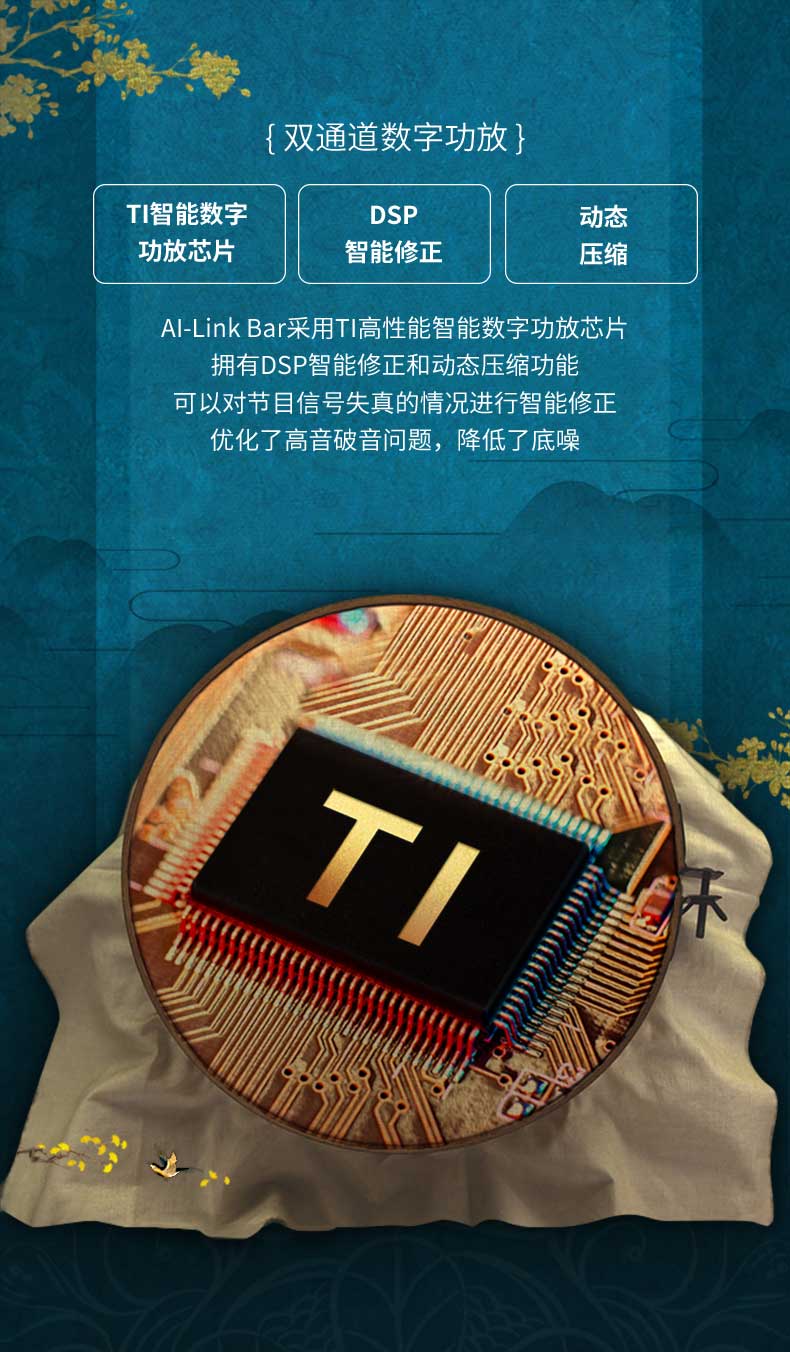 { 双通道数字功放 }
TI智能数字
功放芯片
DSP
智能修正
动态
压缩
AI-Link Bar采用TI高性能智能数字功放芯片
拥有DSP智能修正和动态压缩功能
可以对节目信号失真的情况进行智能修正
优化了高音破音问题，降低了底噪
TI